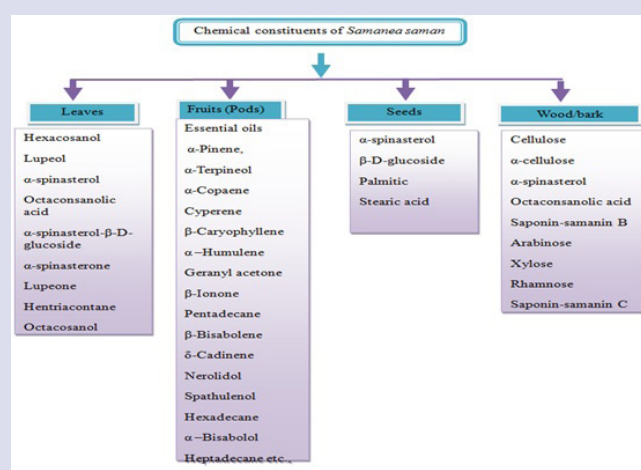 Chemical constituents of Samanea saman
Leaves
Hexacosanol
Lupeol
α-spinasterol
Octaconsanolic
acid
α-spinasterol-β-D-
glucoside
α-spinasterone
Lupeone
Hentriacontane
Octacosanol
Fruits (Pods)
Essential oils
α-Pinene,
α-Terpineol
α-Copaene
Cyperene
β-Caryophyllene
α-Humulene
Geranyl acetone
β-Ionone
Pentadecane
β-Bisabolene
δ-Cadinene
Nerolidol
Spathulenol
Hexadecane
α-Bisabolol
Heptadecane etc.,
Seeds
α-spinasterol
β-D-glucoside
Palmitic
Stearic acid
Wood/bark
Cellulose
α-cellulose
α-spinasterol
Octaconsanolic acid
Saponin-samanin B
Arabinose
Xylose
Rhamnose
Saponin-samanin C